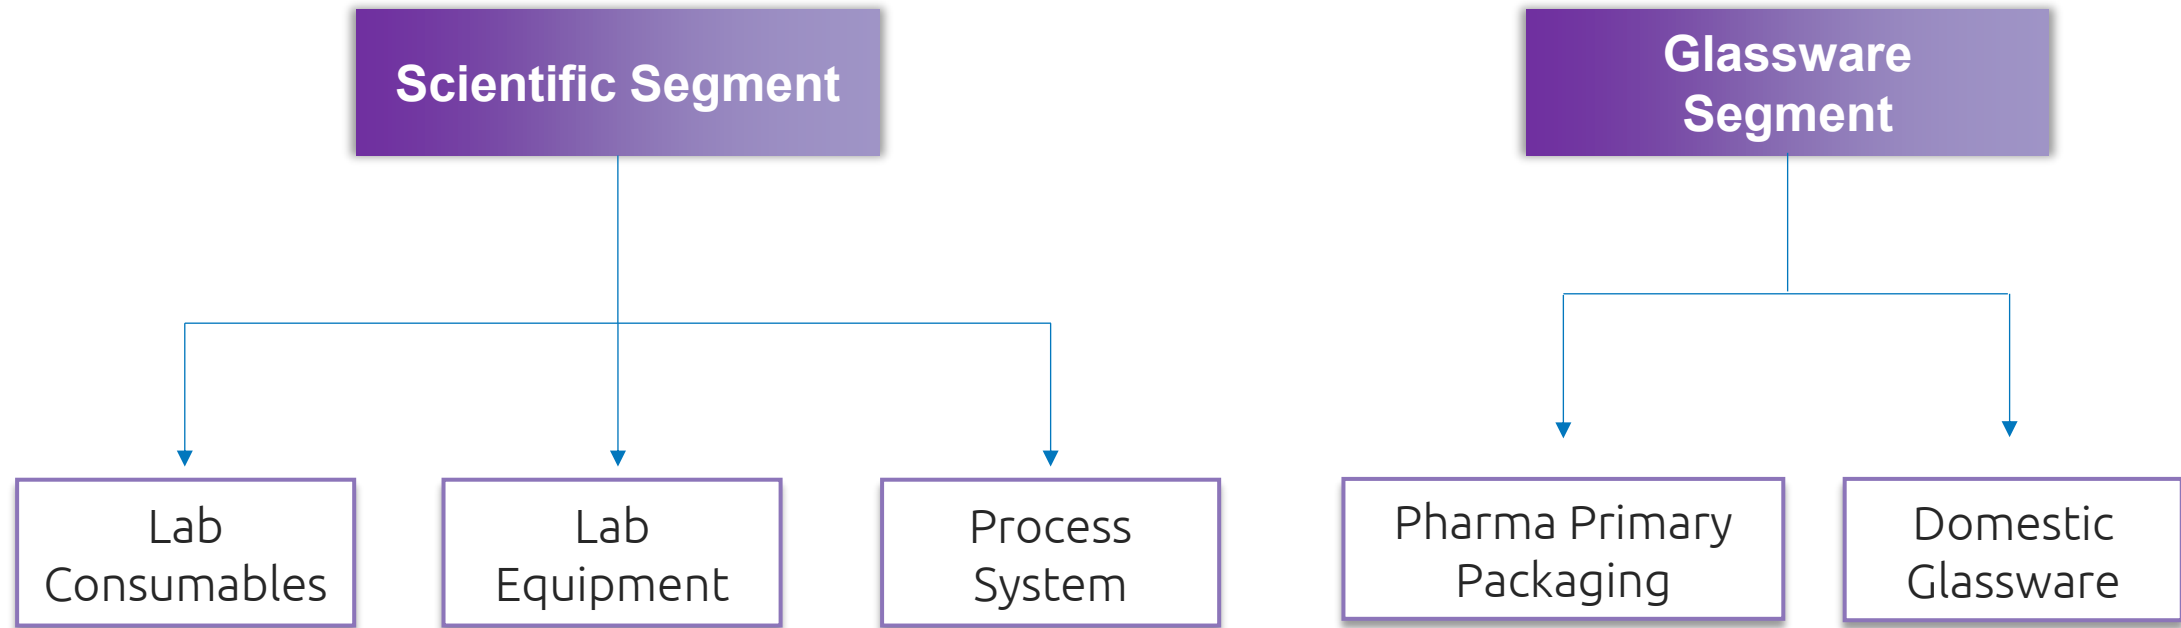 Scientific Segment
Glassware
Segment
Lab
Consumables
Lab
Equipment
Process
System
Pharma Primary
Packaging
Domestic
Glassware